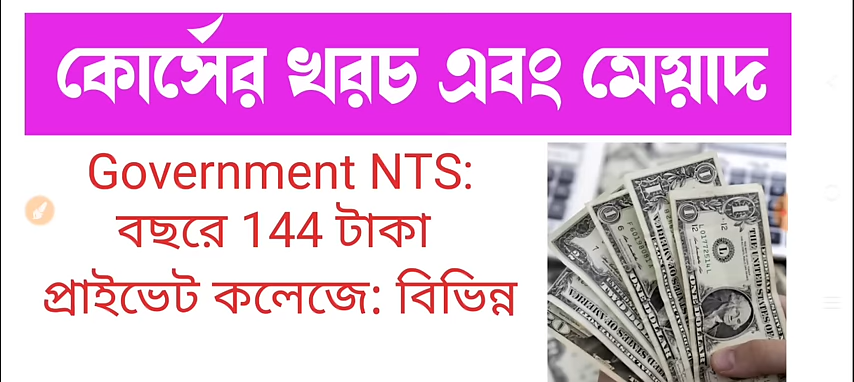 কোর্সের খরচ এবং মেয়াদ
Government NTS:
বছরে 144 টাকা
প্রাইভেট কলেজে: বিভিন্ন